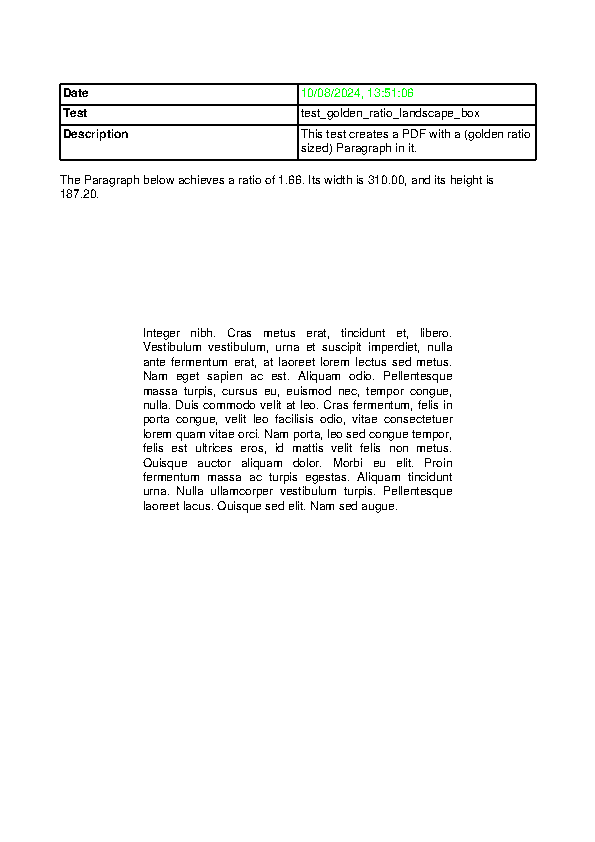 Date 10/08/2024, 13:51:06
Test test_golden_ratio_landscape_box
Description This test creates a PDF with a (golden ratio
sized) Paragraph in it.
The Paragraph below achieves a ratio of 1.66. Its width is 310.00, and its height is
187.20.
Integer nibh. Cras metus erat, tincidunt et, libero.
Vestibulum vestibulum, urna et suscipit imperdiet, nulla
ante fermentum erat, at laoreet lorem lectus sed metus.
Nam eget sapien ac est. Aliquam odio. Pellentesque
massa turpis, cursus eu, euismod nec, tempor congue,
nulla. Duis commodo velit at leo. Cras fermentum, felis in
porta congue, velit leo facilisis odio, vitae consectetuer
lorem quam vitae orci. Nam porta, leo sed congue tempor,
felis est ultrices eros, id mattis velit felis non metus.
Quisque auctor aliquam dolor. Morbi eu elit. Proin
fermentum massa ac turpis egestas. Aliquam tincidunt
urna. Nulla ullamcorper vestibulum turpis. Pellentesque
laoreet lacus. Quisque sed elit. Nam sed augue.